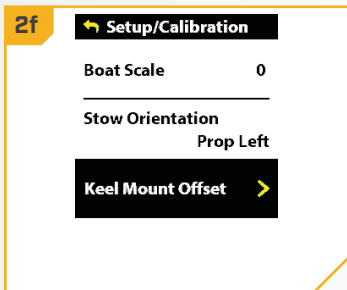 2f
Setup/Calibration
Boat Scale 0
Stow Orientation
Prop Left
Keel Mount Offset